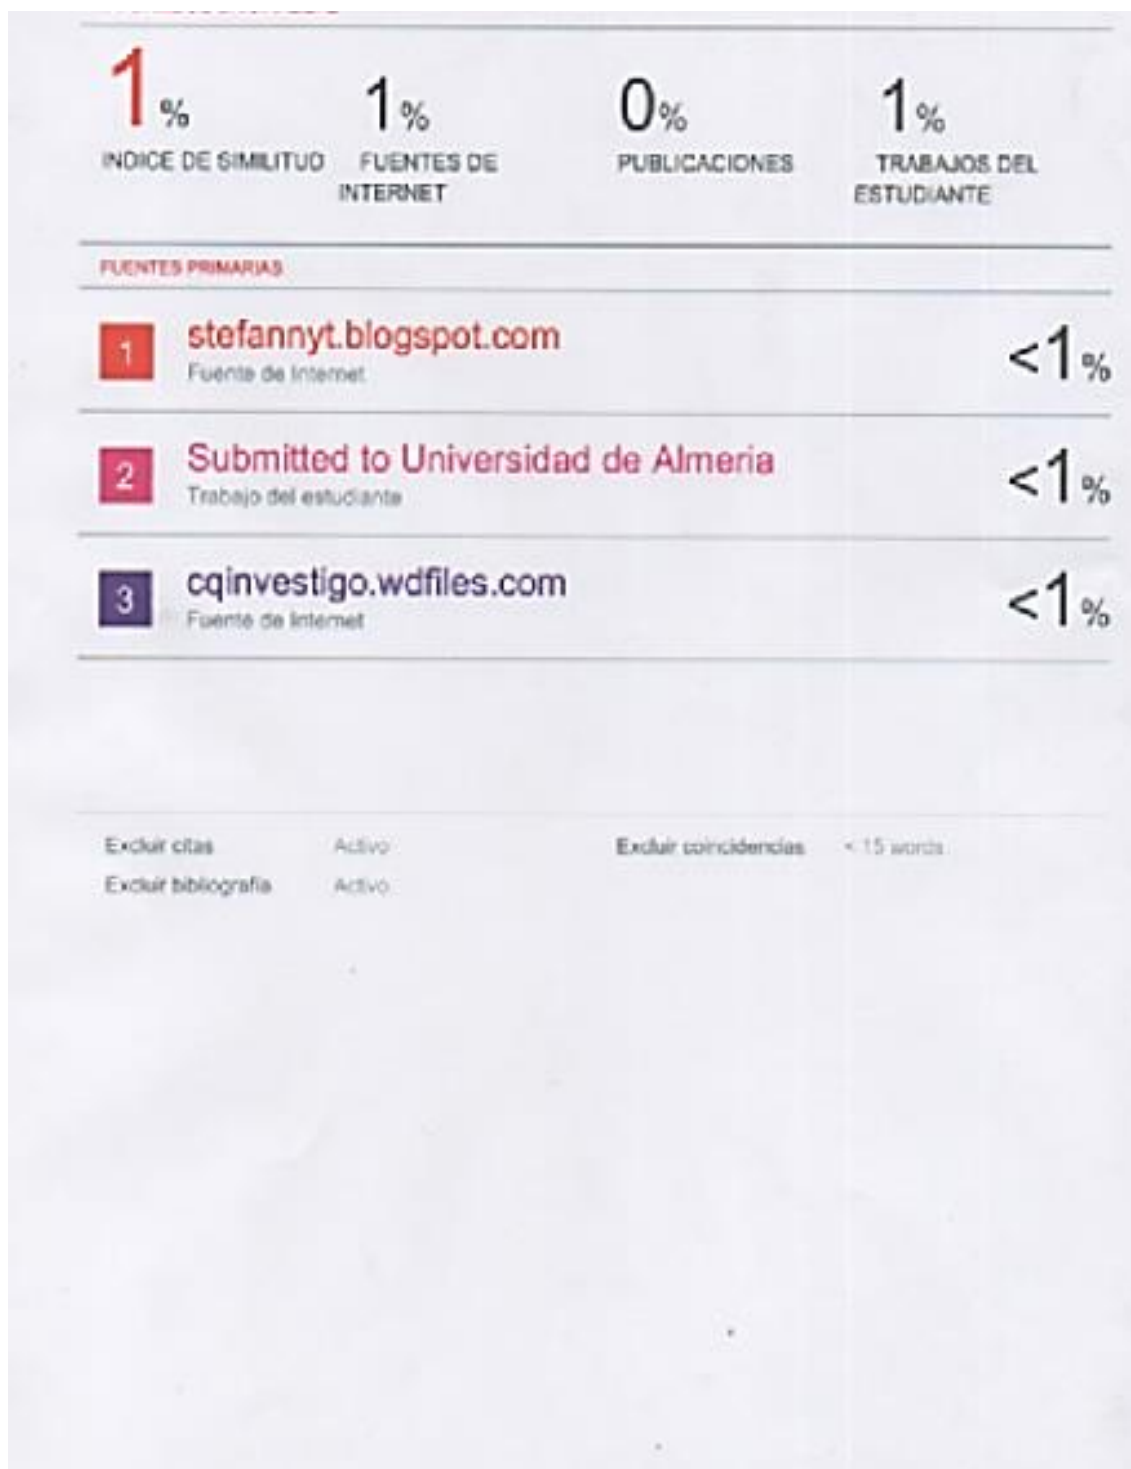 1% 1% 0% 1%
INDICE DE SIMILITUD FUENTES DE PUBLICACIONES TRABAJOS DEL
INTERNET ESTUDIANTE
FUENTES PRIMARIAS
1 stefannyt.blogspot.com <1%
Fuente de Internet
2 Submitted to Universidad de Almeria <1%
Trabajo del estudiante
3 cqinvestigo.wdfiles.com <1%
Fuente de Internet
Excluir citas Activo Excluir coincidencias < 15 words
Excluir bibliografía Activo